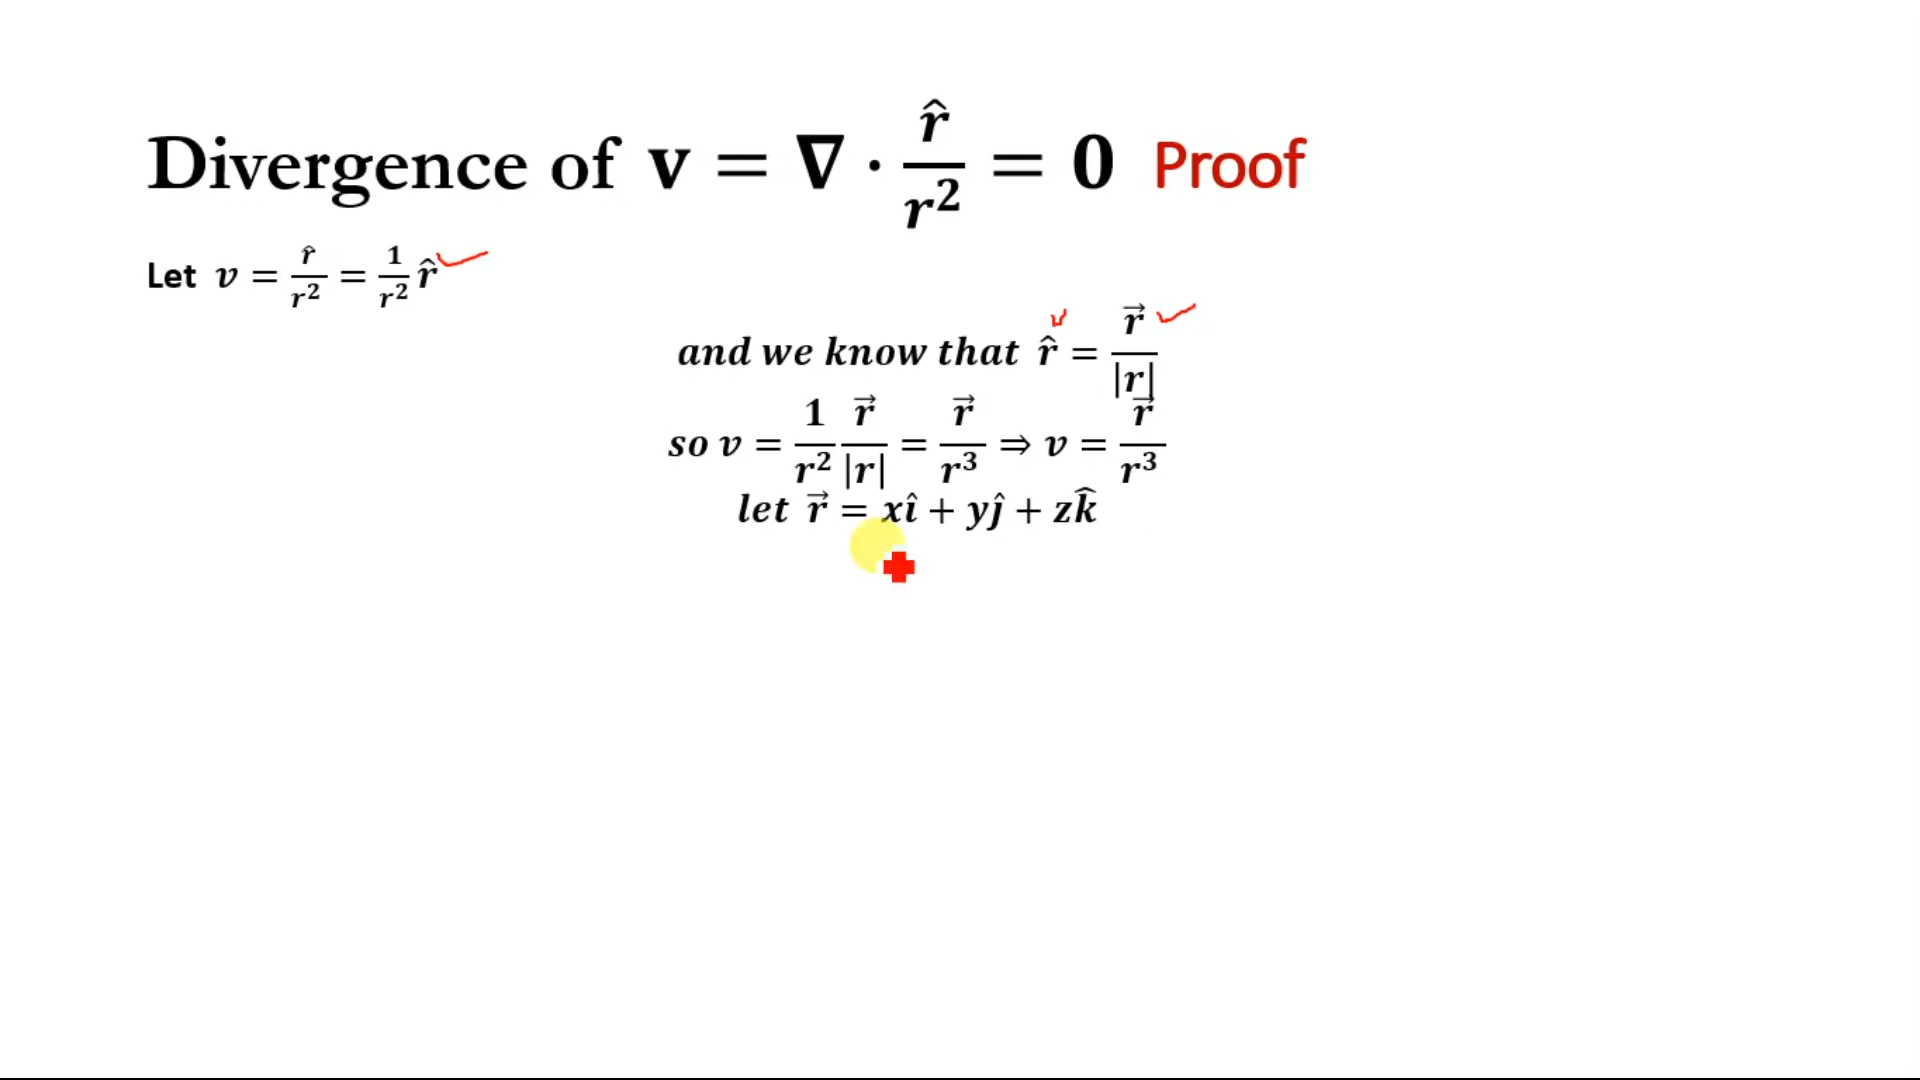 Divergence of v = ∇ · r̂/r² = 0 Proof
Let v = r̂/r² = 1/r² r̂
and we know that r̂ = r⃗/|r|
so v = 1/r² r⃗/|r| = r⃗/r³ ⇒ v = r⃗/r³
let r⃗ = xî + yĵ + zk̂